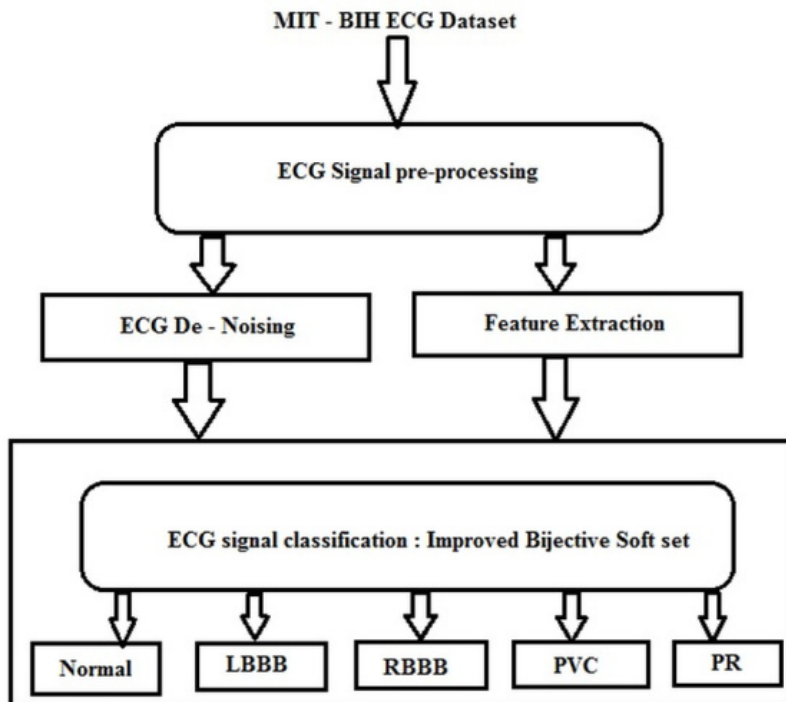 MIT - BIH ECG Dataset
ECG Signal pre-processing
ECG De - Noising
Feature Extraction
ECG signal classification : Improved Bijective Soft set
Normal
LBBB
RBBB
PVC
PR